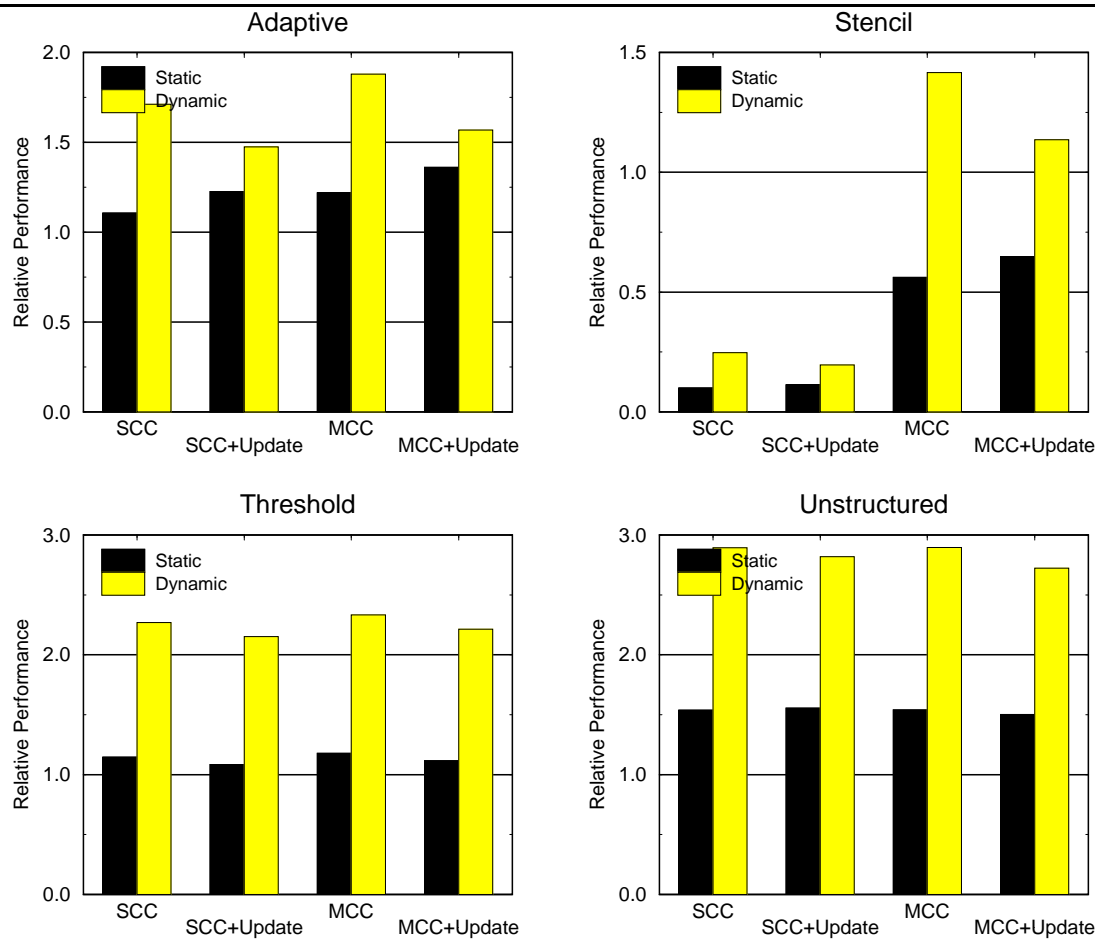 Adaptive
2.0
1.5
1.0
0.5
0.0
Relative Performance
Static
Dynamic
SCC
SCC+Update
MCC
MCC+Update
Stencil
1.5
1.0
0.5
0.0
Relative Performance
Static
Dynamic
SCC
SCC+Update
MCC
MCC+Update
Threshold
3.0
2.0
1.0
0.0
Relative Performance
Static
Dynamic
SCC
SCC+Update
MCC
MCC+Update
Unstructured
3.0
2.0
1.0
0.0
Relative Performance
Static
Dynamic
SCC
SCC+Update
MCC
MCC+Update